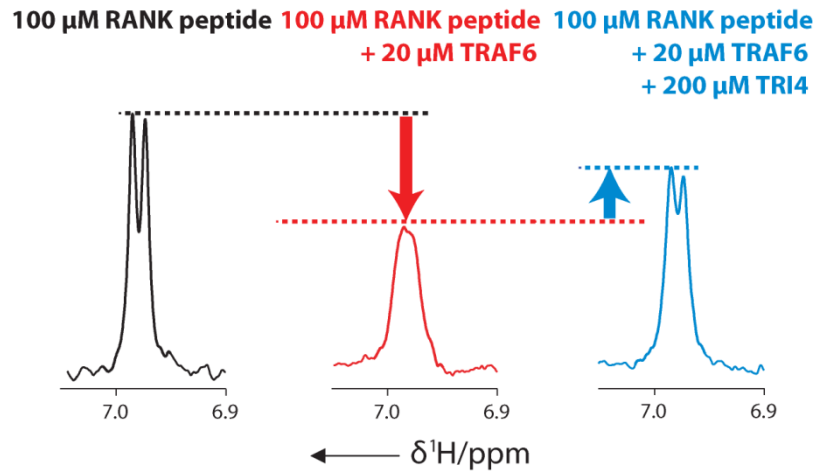 100 μM RANK peptide
100 μM RANK peptide
+ 20 μM TRAF6
100 μM RANK peptide
+ 20 μM TRAF6
+ 200 μM TRI4
7.0 6.9
7.0 6.9
7.0 6.9
δ¹H/ppm